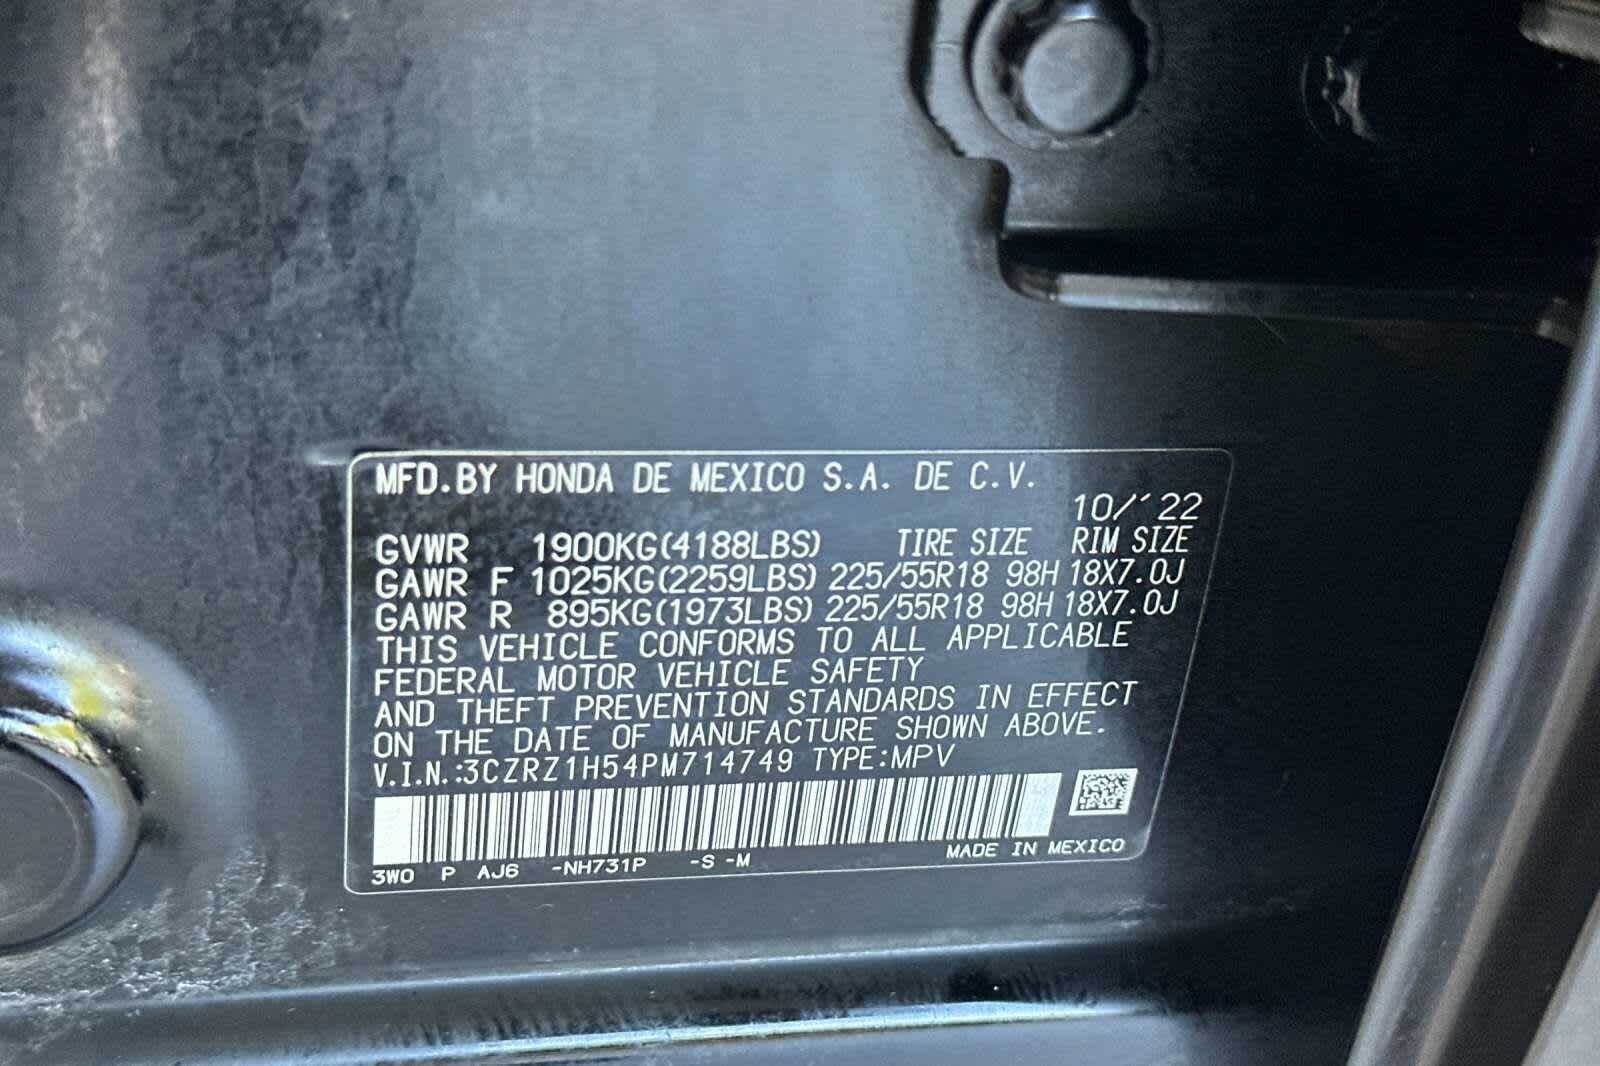 MFD.BY HONDA DE MEXICO S.A. DE C.V.
10/´22
GVWR 1900KG(4188LBS) TIRE SIZE RIM SIZE
GAWR F 1025KG(2259LBS) 225/55R18 98H 18X7.0J
GAWR R 895KG(1973LBS) 225/55R18 98H 18X7.0J
THIS VEHICLE CONFORMS TO ALL APPLICABLE
FEDERAL MOTOR VEHICLE SAFETY
AND THEFT PREVENTION STANDARDS IN EFFECT
ON THE DATE OF MANUFACTURE SHOWN ABOVE.
V.I.N.:3CZRZ1H54PM714749 TYPE:MPV
3W0 P AJ6 -NH731P -S -M MADE IN MEXICO